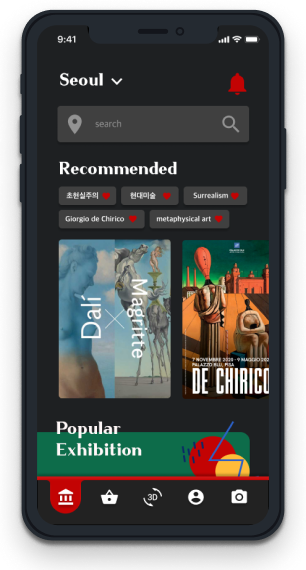 9:41
Seoul
search
Recommended
초현실주의
현대미술
Surrealism
Giorgio de Chirico
metaphysical art
Dalí
Magritte
7 NOVEMBRE 2020 - 9 MAGGIO 202
PALAZZO BLU, PISA
DE CHIRICO
Popular
Exhibition
3D